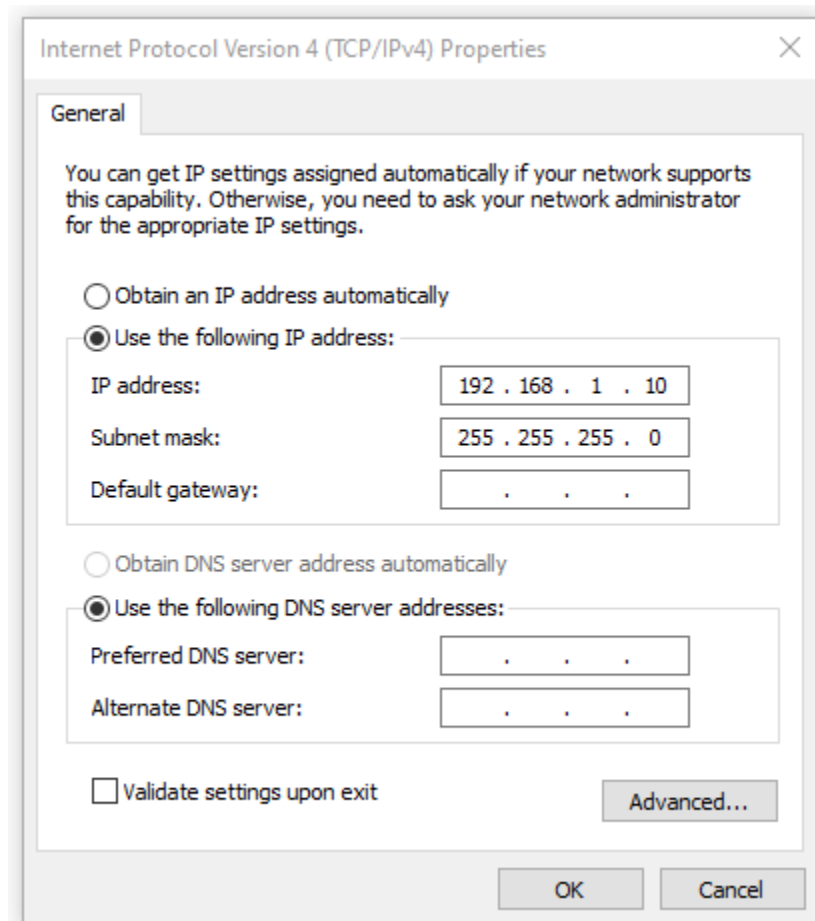 Internet Protocol Version 4 (TCP/IPv4) Properties
General
You can get IP settings assigned automatically if your network supports
this capability. Otherwise, you need to ask your network administrator
for the appropriate IP settings.
Obtain an IP address automatically
Use the following IP address:
IP address: 192 . 168 . 1 . 10
Subnet mask: 255 . 255 . 255 . 0
Default gateway: . . .
Obtain DNS server address automatically
Use the following DNS server addresses:
Preferred DNS server: . . .
Alternate DNS server: . . .
Validate settings upon exit
Advanced...
OK Cancel